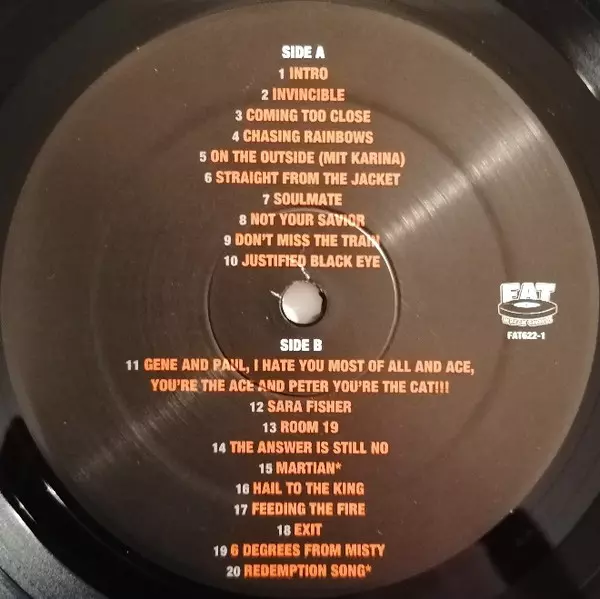 SIDE A
1 INTRO
2 INVINCIBLE
3 COMING TOO CLOSE
4 CHASING RAINBOWS
5 ON THE OUTSIDE (MIT KARINA)
6 STRAIGHT FROM THE JACKET
7 SOULMATE
8 NOT YOUR SAVIOR
9 DON'T MISS THE TRAIN
10 JUSTIFIED BLACK EYE
FAT
FAT622-1
SIDE B
11 GENE AND PAUL, I HATE YOU MOST OF ALL AND ACE,
YOU'RE THE ACE AND PETER YOU'RE THE CAT!!!
12 SARA FISHER
13 ROOM 19
14 THE ANSWER IS STILL NO
15 MARTIAN*
16 HAIL TO THE KING
17 FEEDING THE FIRE
18 EXIT
19 6 DEGREES FROM MISTY
20 REDEMPTION SONG*